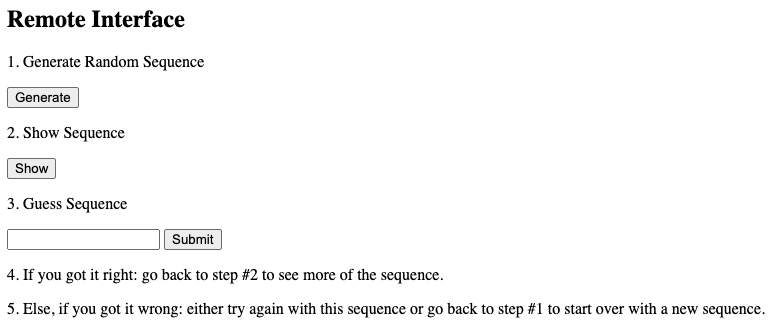 Remote Interface
1. Generate Random Sequence
Generate
2. Show Sequence
Show
3. Guess Sequence
Submit
4. If you got it right: go back to step #2 to see more of the sequence.
5. Else, if you got it wrong: either try again with this sequence or go back to step #1 to start over with a new sequence.